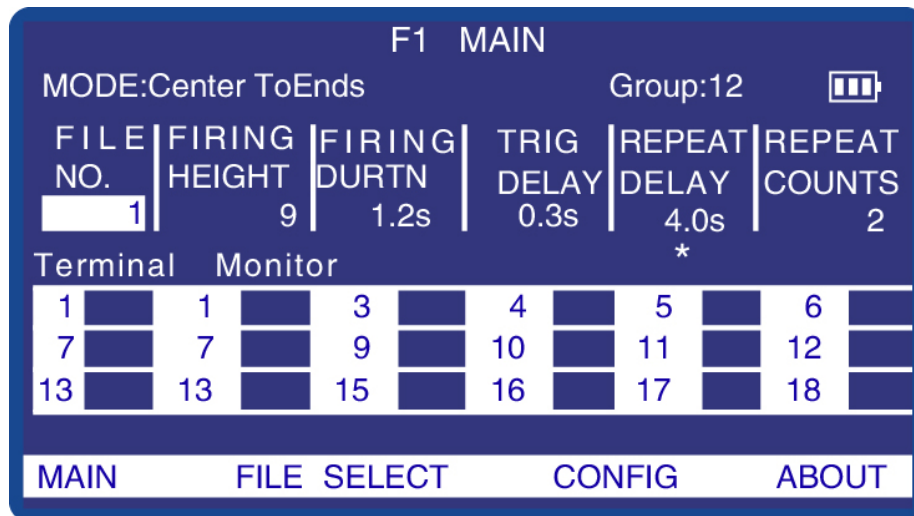 F1 MAIN
MODE:Center ToEnds Group:12
FILE FIRING FIRING TRIG REPEAT REPEAT
NO. HEIGHT DURTN DELAY DELAY COUNTS
1 9 1.2s 0.3s 4.0s 2
Terminal Monitor *
1 1 3 4 5 6
7 7 9 10 11 12
13 13 15 16 17 18
MAIN FILE SELECT CONFIG ABOUT